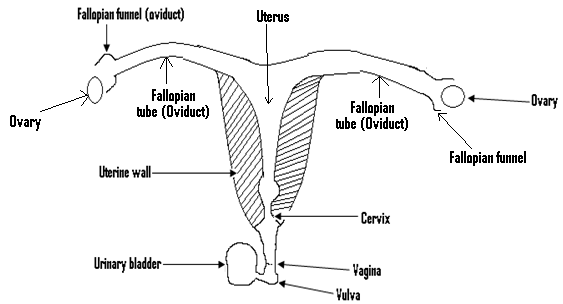 Fallopian funnel (oviduct)
Uterus
Ovary
Fallopian
tube (Oviduct)
Fallopian
tube (Oviduct)
Ovary
Fallopian funnel
Uterine wall
Cervix
Urinary bladder
Vagina
Vulva